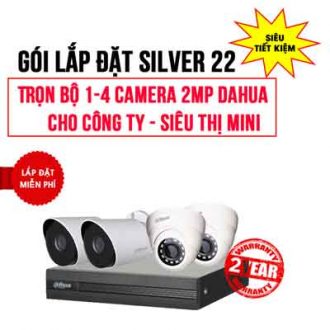 SIÊU
TIẾT KIỆM
GÓI LẮP ĐẶT SILVER 22
TRỌN BỘ 1-4 CAMERA 2MP DAHUA
CHO CÔNG TY - SIÊU THỊ MINI
LẮP ĐẶT
MIỄN PHÍ
WARRANTY
2 YEAR
WARRANTY
alhua